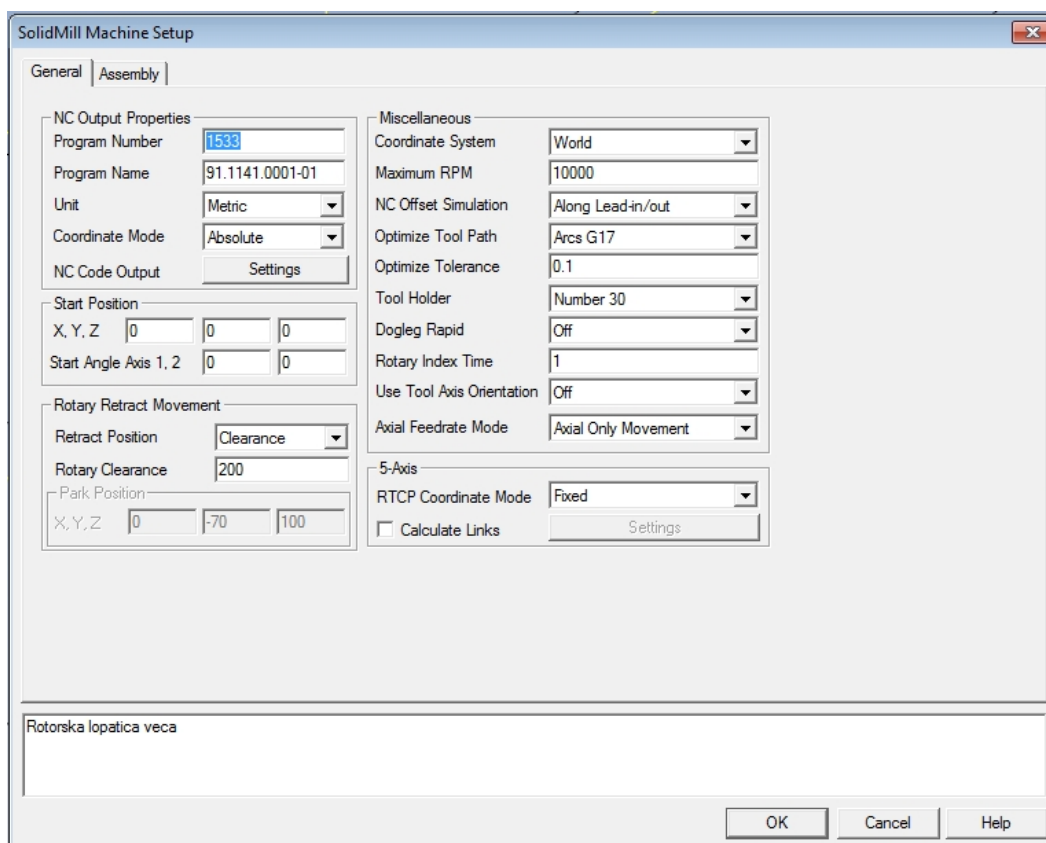 SolidMill Machine Setup
General
Assembly
NC Output Properties
Program Number 1533
Program Name 91.1141.0001-01
Unit Metric
Coordinate Mode Absolute
NC Code Output Settings
Start Position
X, Y, Z 0 0 0
Start Angle Axis 1, 2 0 0
Rotary Retract Movement
Retract Position Clearance
Rotary Clearance 200
Park Position
X, Y, Z 0 -70 100
Miscellaneous
Coordinate System World
Maximum RPM 10000
NC Offset Simulation Along Lead-in/out
Optimize Tool Path Arcs G17
Optimize Tolerance 0.1
Tool Holder Number 30
Dogleg Rapid Off
Rotary Index Time 1
Use Tool Axis Orientation Off
Axial Feedrate Mode Axial Only Movement
5-Axis
RTCP Coordinate Mode Fixed
Calculate Links Settings
Rotorska lopatica veca
OK Cancel Help